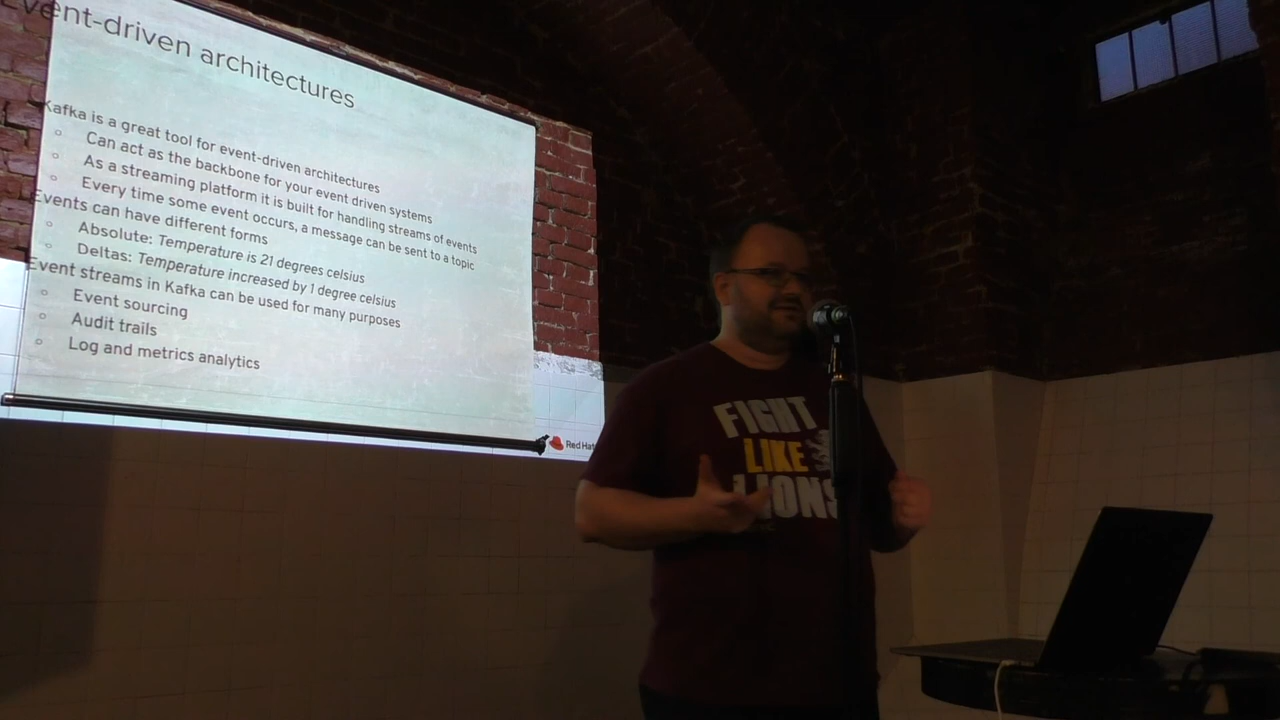 Event-driven architectures
Kafka is a great tool for event-driven architectures
Can act as the backbone for your event driven systems
As a streaming platform it is built for handling streams of events
Every time some event occurs, a message can be sent to a topic
Events can have different forms
Absolute: Temperature is 21 degrees celsius
Deltas: Temperature increased by 1 degree celsius
Event streams in Kafka can be used for many purposes
Event sourcing
Audit trails
Log and metrics analytics
Red Hat
FIGHT
LIKE
LIONS